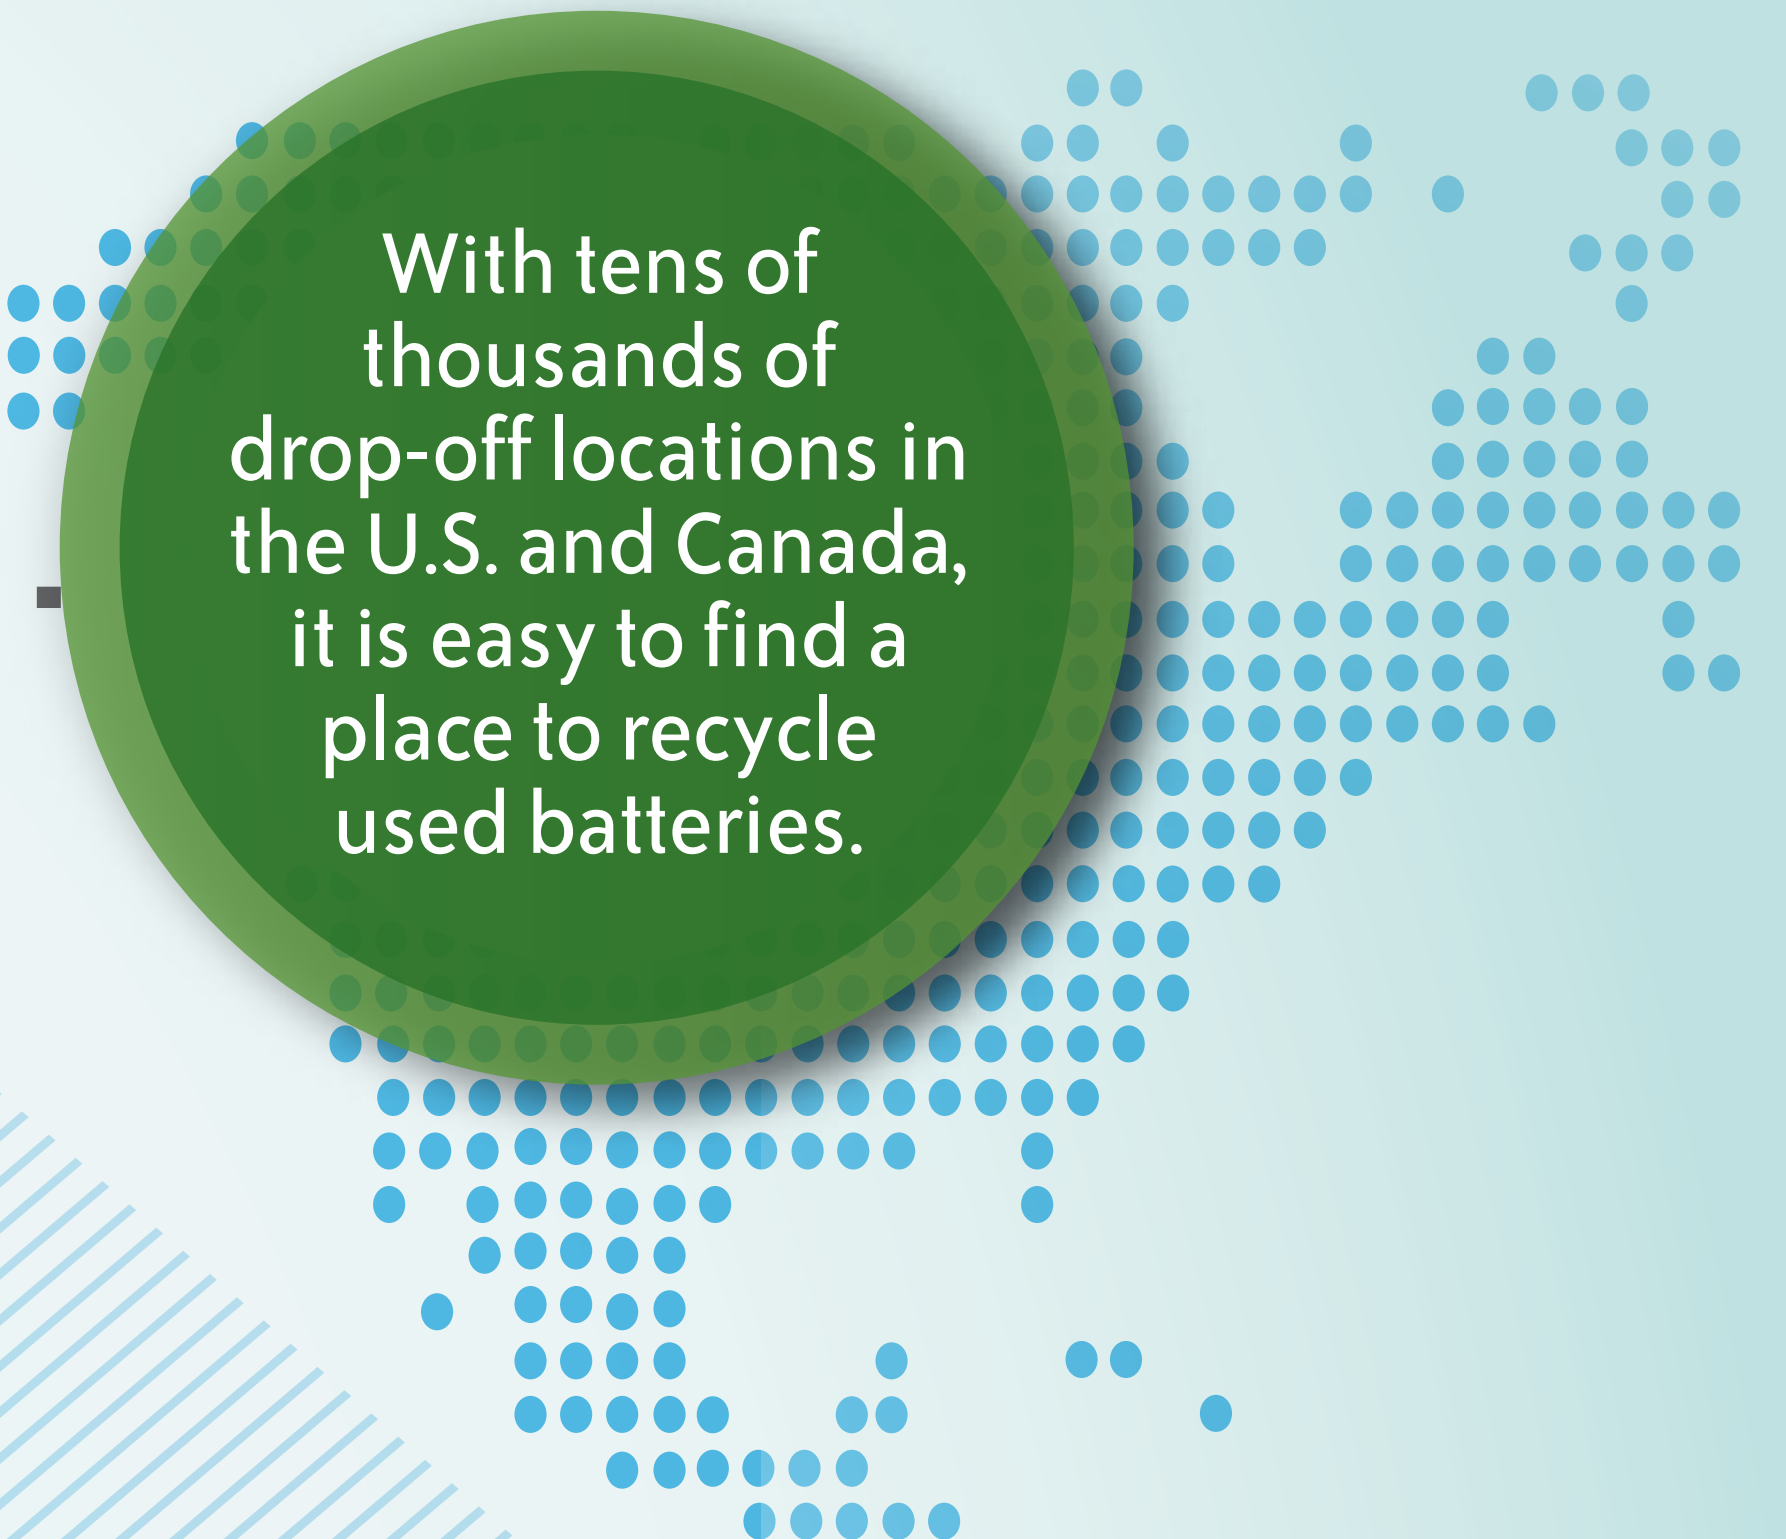 With tens of
thousands of
drop-off locations in
the U.S. and Canada,
it is easy to find a
place to recycle
used batteries.